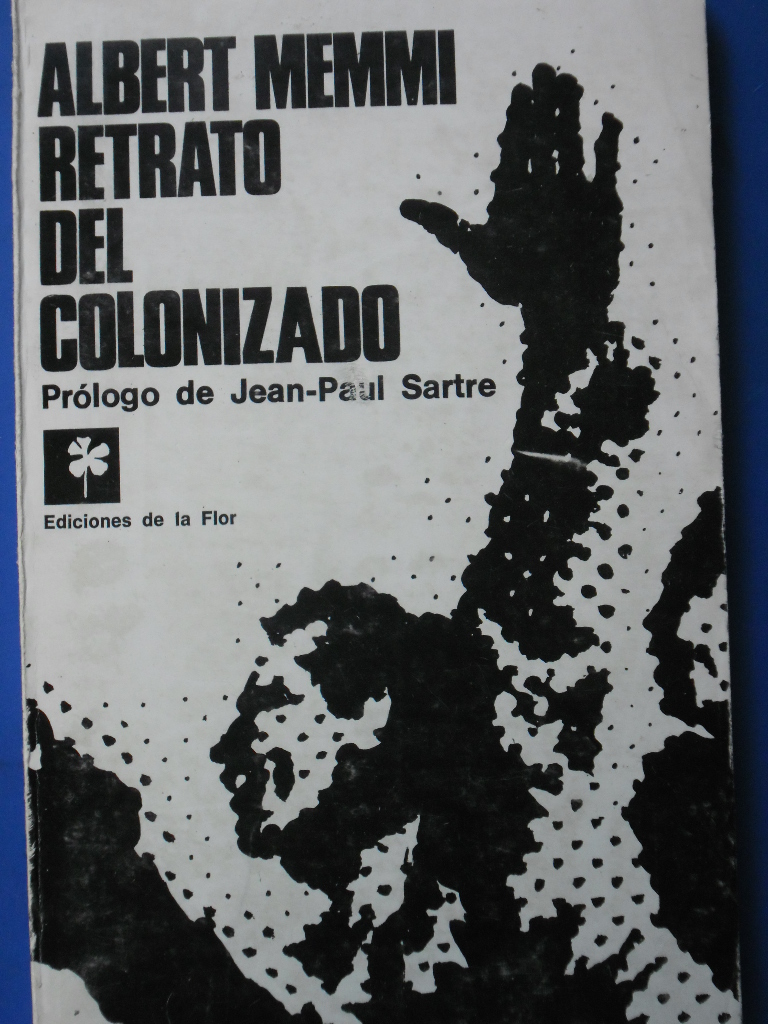 ALBERT MEMMI
RETRATO
DEL
COLONIZADO
Prólogo de Jean-Paul Sartre
Ediciones de la Flor